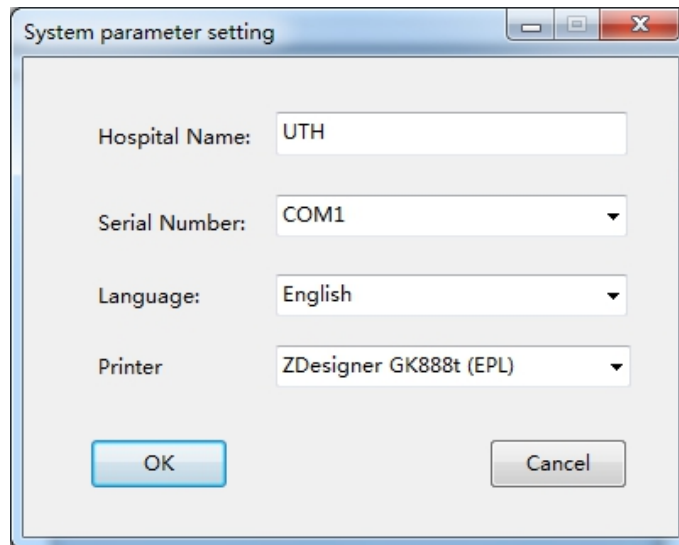 System parameter setting
Hospital Name: UTH
Serial Number: COM1
Language: English
Printer ZDesigner GK888t (EPL)
OK Cancel